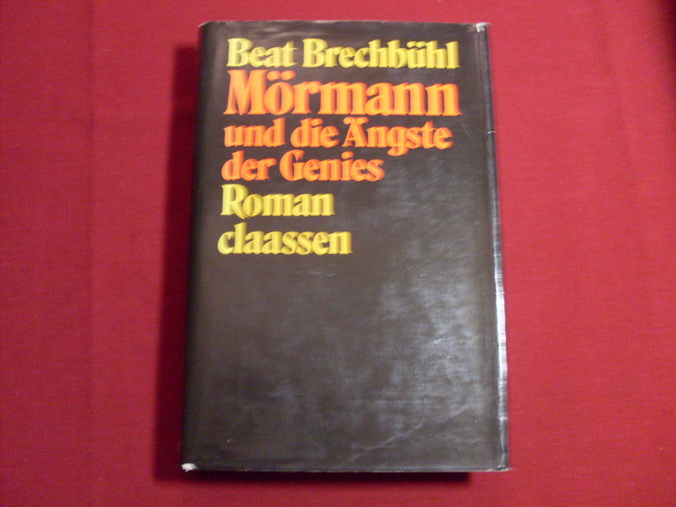 Beat Brechbühl
Mörmann
und die Ängste
der Genies
Roman
claassen